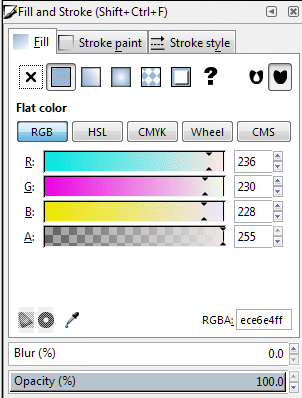 Fill and Stroke (Shift+Ctrl+F)
Fill Stroke paint Stroke style
?
Flat color
RGB HSL CMYK Wheel CMS
R: 236
G: 230
B: 228
A: 255
RGBA: ece6e4ff
Blur (%) 0.0
Opacity (%) 100.0